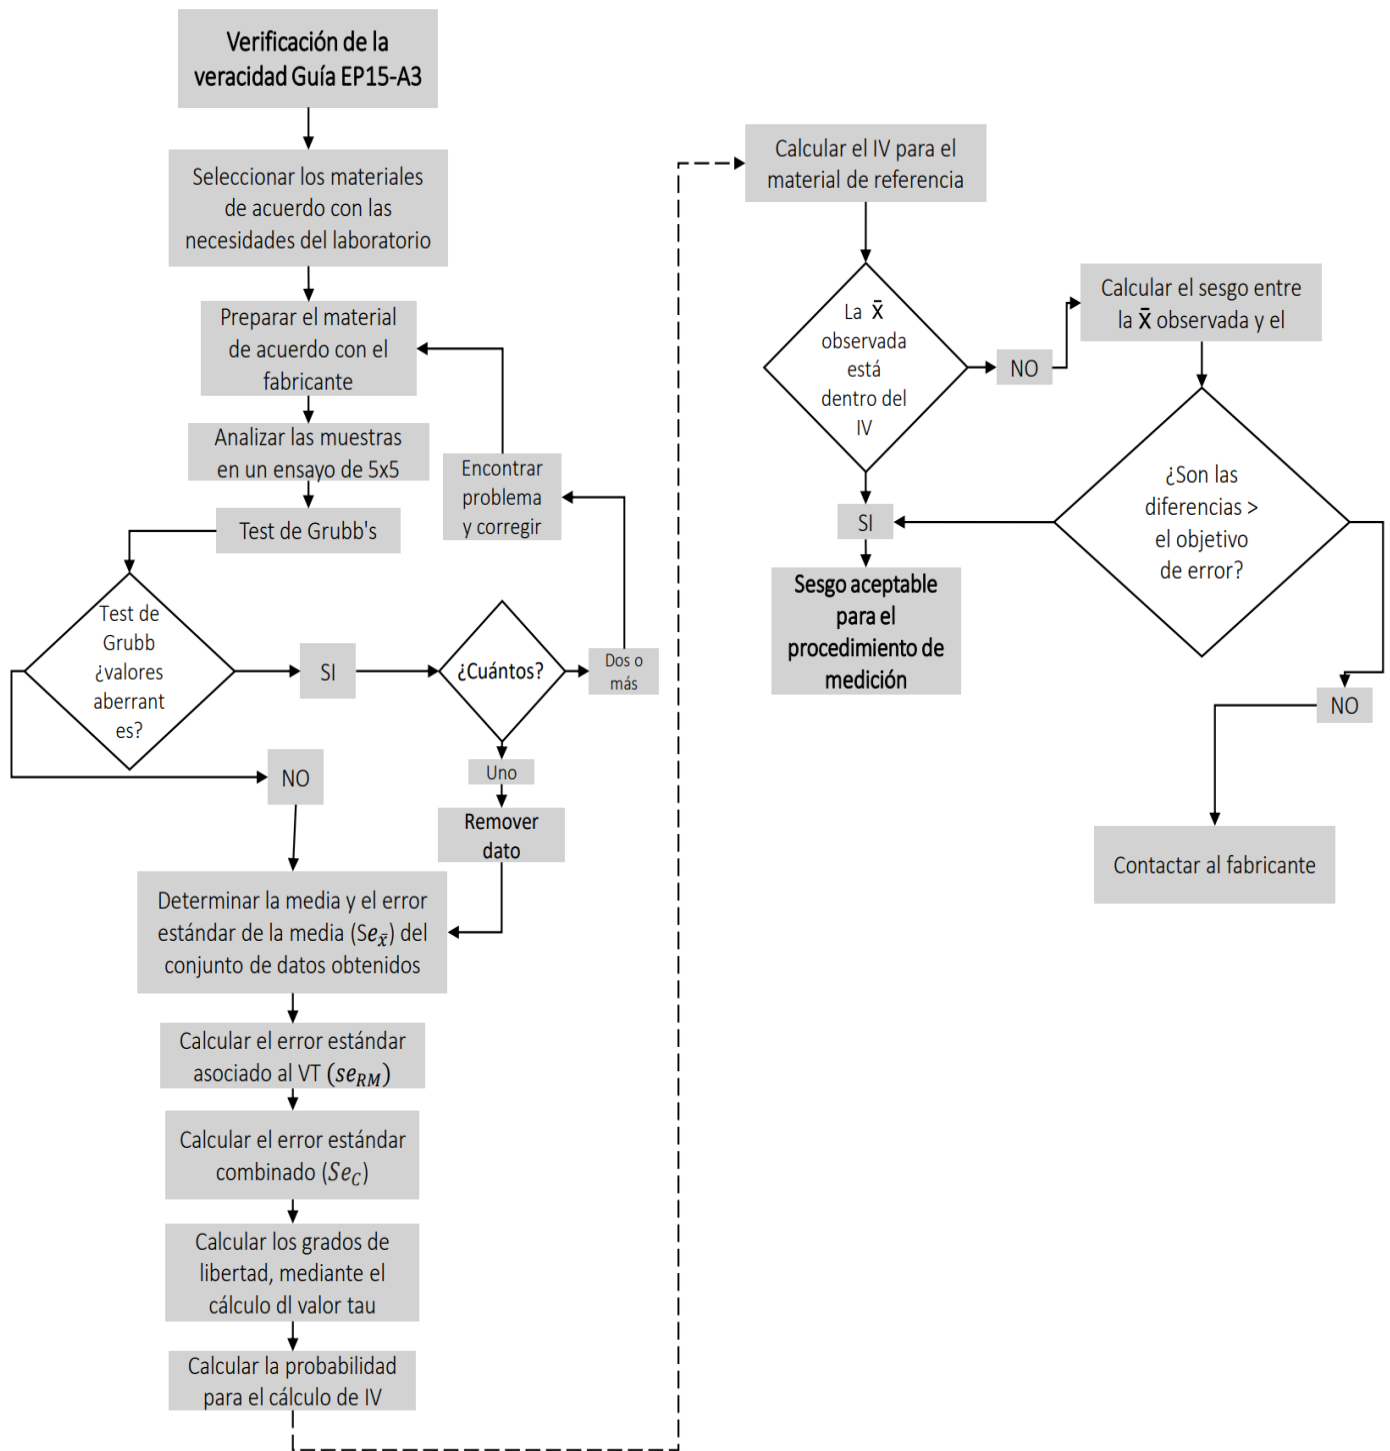 Verificación de la
veracidad Guía EP15-A3
Seleccionar los materiales
de acuerdo con las
necesidades del laboratorio
Preparar el material
de acuerdo con el
fabricante
Analizar las muestras
en un ensayo de 5x5
Test de Grubb's
Test de
Grubb
¿valores
aberrant
es?
SI
¿Cuántos?
Dos o
más
Encontrar
problema
y corregir
NO
Uno
Remover
dato
Determinar la media y el error
estándar de la media (Se_x̄) del
conjunto de datos obtenidos
Calcular el error estándar
asociado al VT (se_RM)
Calcular el error estándar
combinado (Se_C)
Calcular los grados de
libertad, mediante el
cálculo dl valor tau
Calcular la probabilidad
para el cálculo de IV
Calcular el IV para el
material de referencia
La x̄
observada
está
dentro del
IV
NO
Calcular el sesgo entre
la x̄ observada y el
¿Son las
diferencias >
el objetivo
de error?
SI
Sesgo aceptable
para el
procedimiento de
medición
NO
Contactar al fabricante